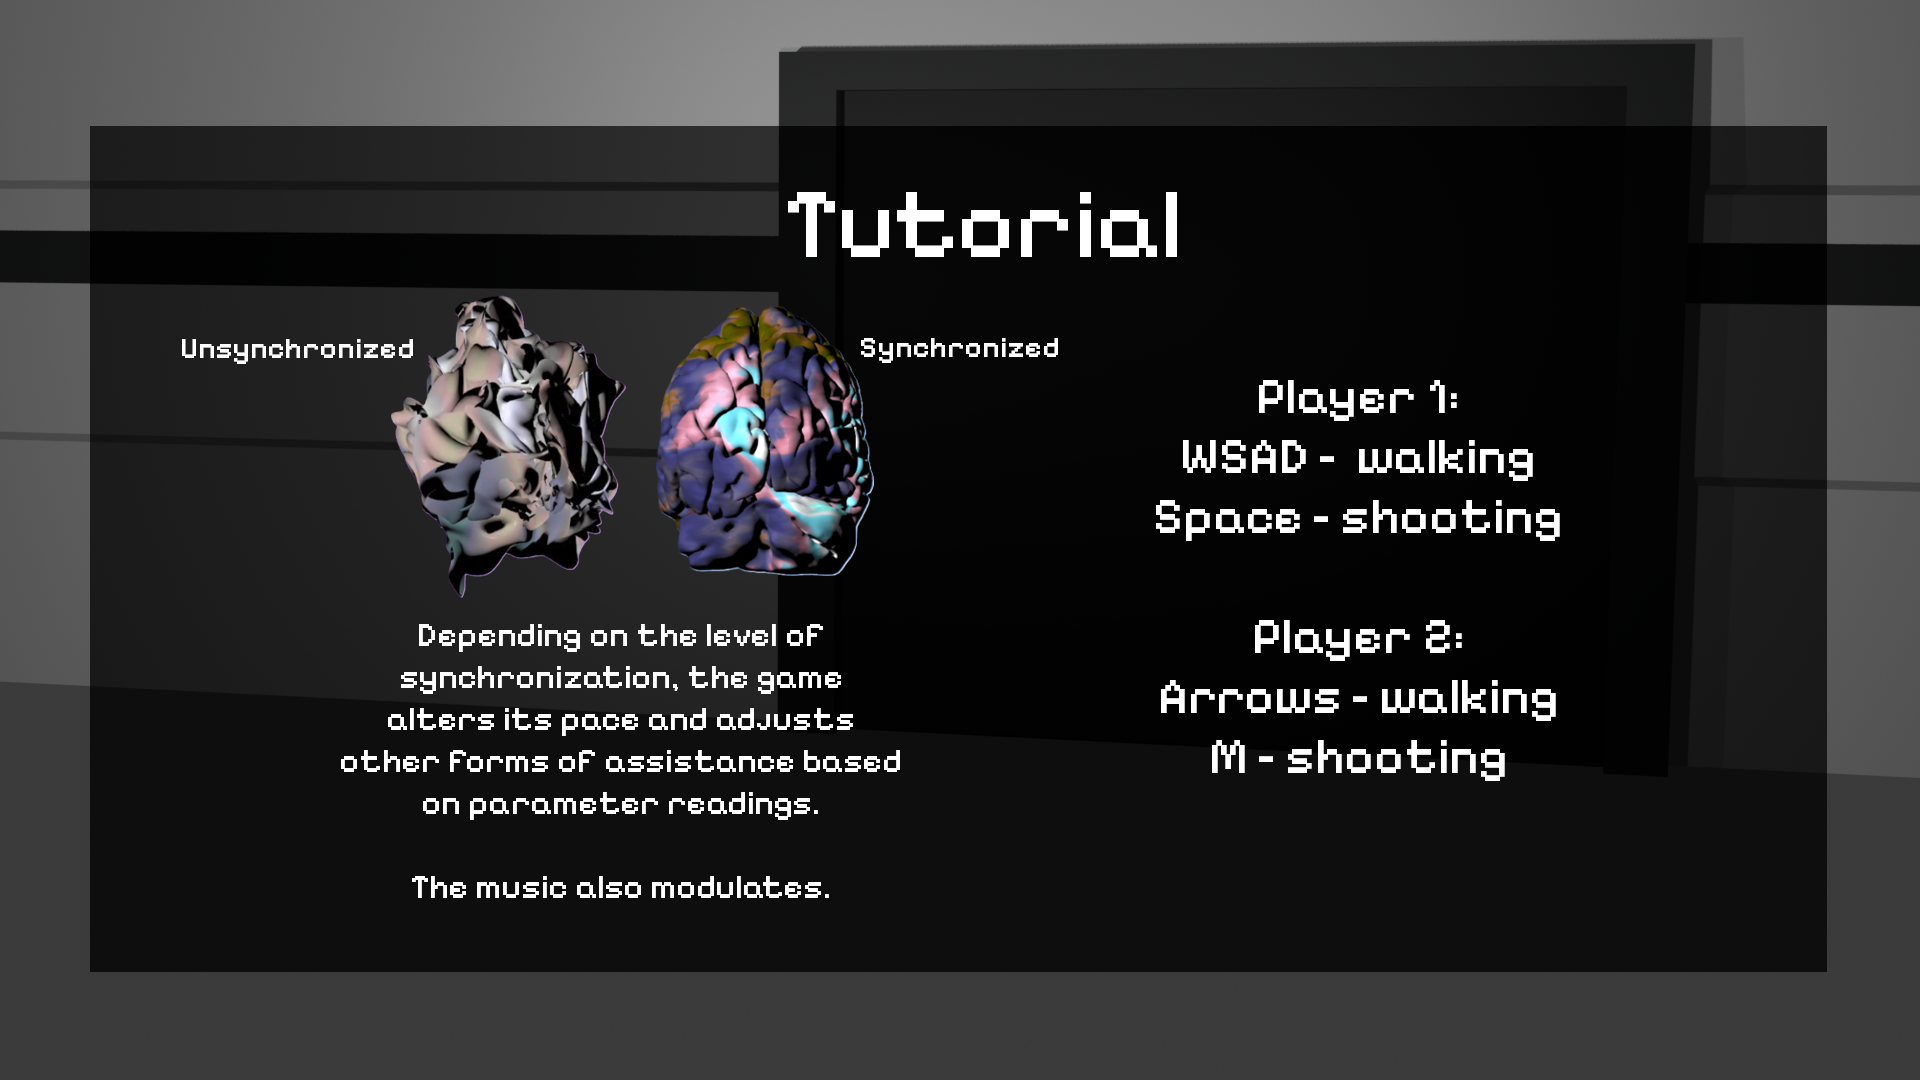 Tutorial
Unsynchronized
Synchronized
Depending on the level of
synchronization, the game
alters its pace and adjusts
other forms of assistance based
on parameter readings.
The music also modulates.
Player 1:
WSAD - walking
Space - shooting
Player 2:
Arrows - walking
M - shooting